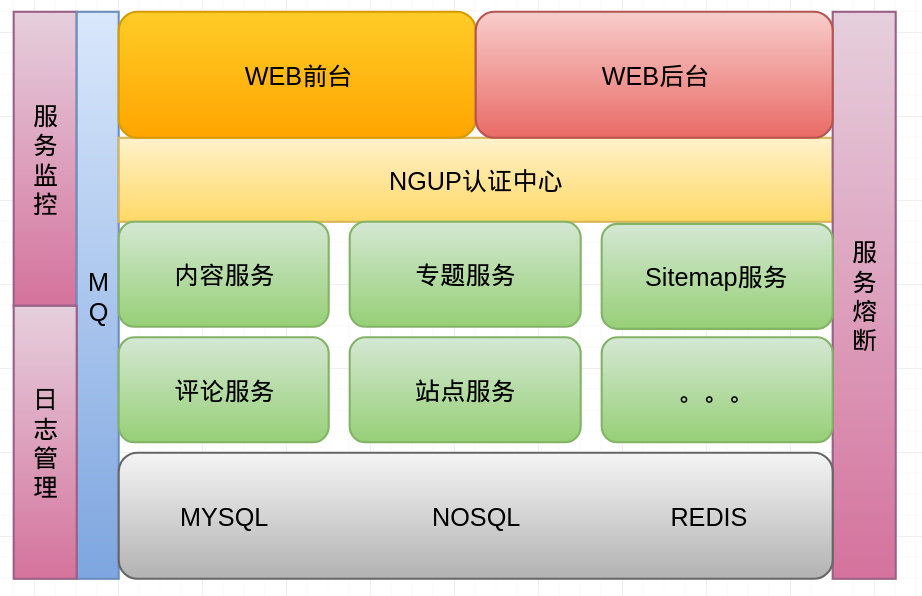 服
务
监
控
日
志
管
理
M
Q
WEB前台
WEB后台
NGUP认证中心
内容服务
专题服务
Sitemap服务
评论服务
站点服务
。。。
MYSQL
NOSQL
REDIS
服
务
熔
断